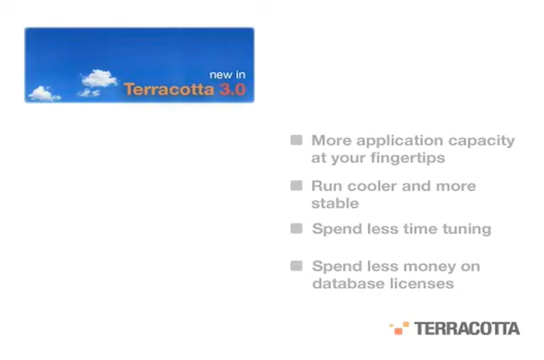 new in
Terracotta 3.0
More application capacity
at your fingertips
Run cooler and more
stable
Spend less time tuning
Spend less money on
database licenses
TERRACOTTA